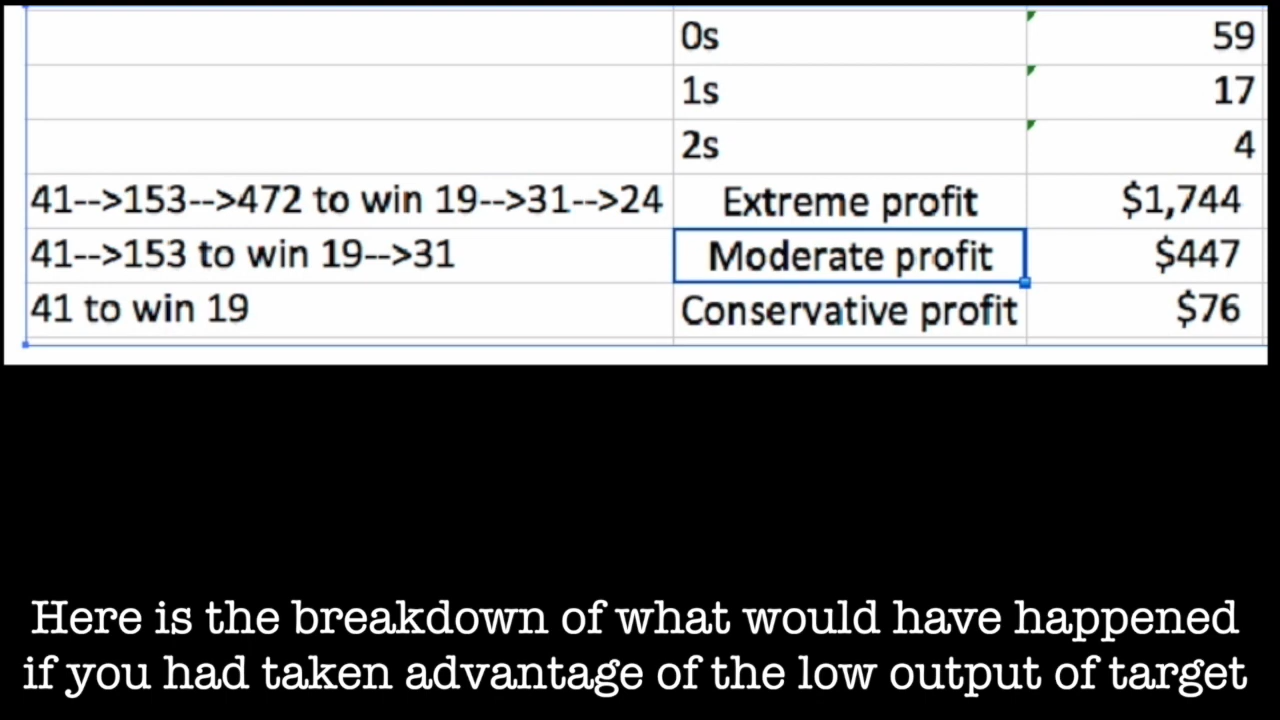 0s 59
1s 17
2s 4
41-->153-->472 to win 19-->31-->24 Extreme profit $1,744
41-->153 to win 19-->31 Moderate profit $447
41 to win 19 Conservative profit $76
Here is the breakdown of what would have happened
if you had taken advantage of the low output of target